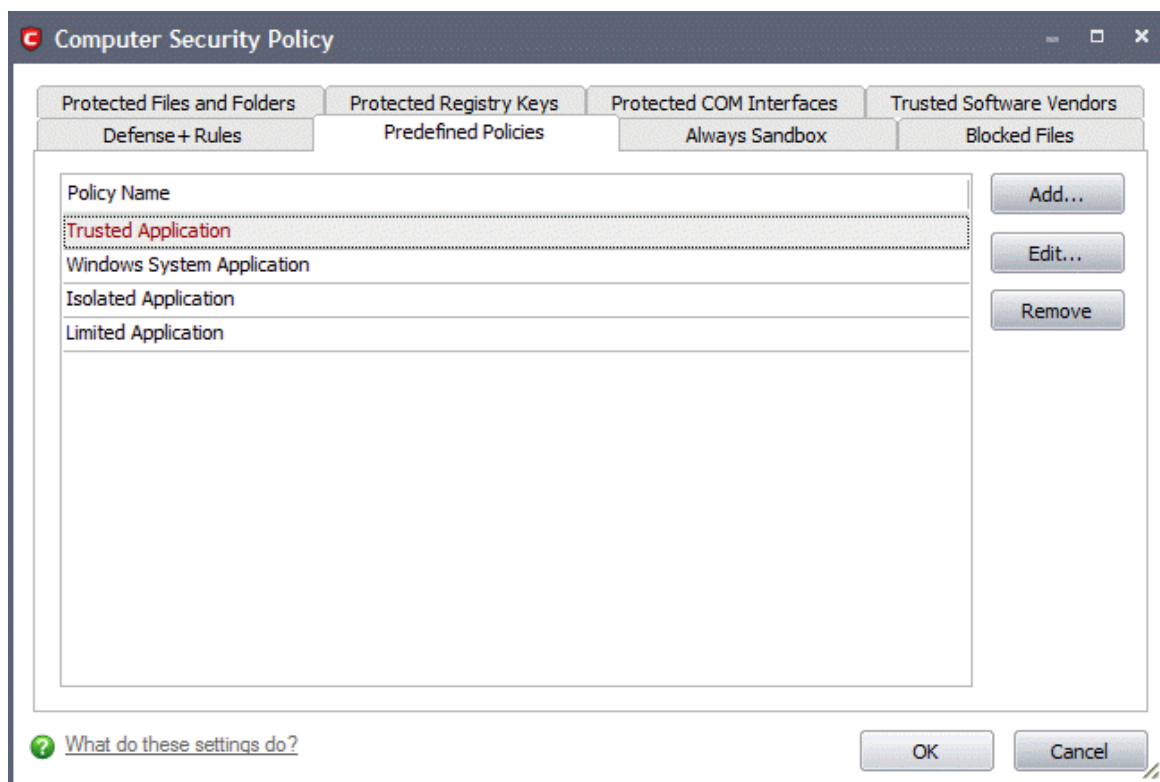 Computer Security Policy
Protected Files and Folders
Protected Registry Keys
Protected COM Interfaces
Trusted Software Vendors
Defense+ Rules
Predefined Policies
Always Sandbox
Blocked Files
Policy Name
Trusted Application
Windows System Application
Isolated Application
Limited Application
Add...
Edit...
Remove
What do these settings do?
OK
Cancel